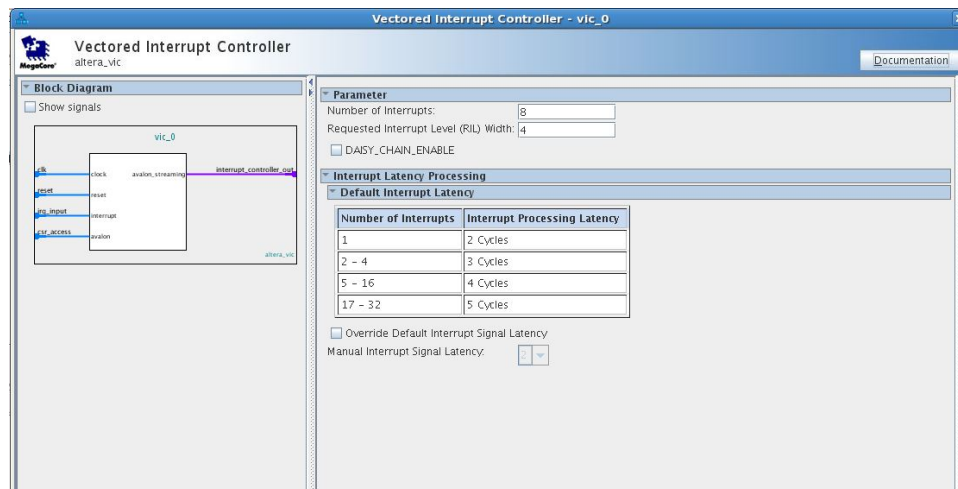 Vectored Interrupt Controller - vic_0
MegaCore'
Vectored Interrupt Controller
altera_vic
Documentation
Block Diagram
Show signals
vic_0
clk
clock
avalon_streaming
interrupt_controller_out
reset
reset
irq_input
interrupt
csr_access
avalon
altera_vic
Parameter
Number of Interrupts: 8
Requested Interrupt Level (RIL) Width: 4
DAISY_CHAIN_ENABLE
Interrupt Latency Processing
Default Interrupt Latency
Number of Interrupts Interrupt Processing Latency
1 2 Cycles
2 - 4 3 Cycles
5 - 16 4 Cycles
17 - 32 5 Cycles
Override Default Interrupt Signal Latency
Manual Interrupt Signal Latency: 2